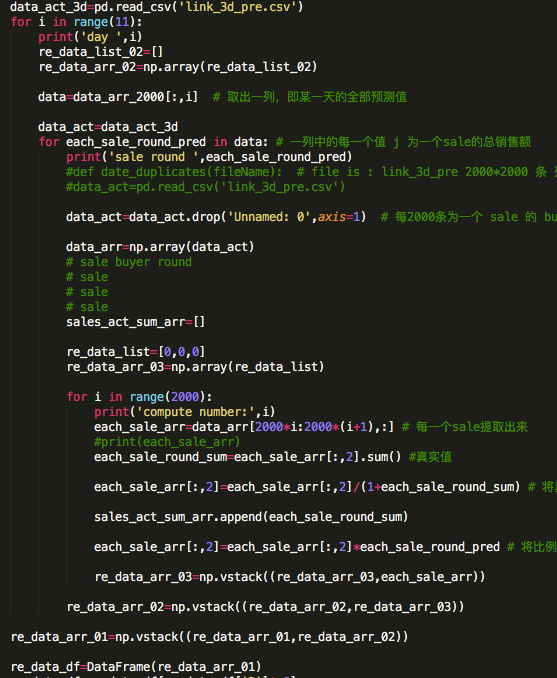 data_act_3d=pd.read_csv('link_3d_pre.csv')
for i in range(11):
    print('day ',i)
    re_data_list_02=[]
    re_data_arr_02=np.array(re_data_list_02)
    data=data_arr_2000[:,i]  # 取出一列，即某一天的全部预测值
    data_act=data_act_3d
    for each_sale_round_pred in data: # 一列中的每一个值 j 为一个sale的总销售额
        print('sale round ',each_sale_round_pred)
        #def date_duplicates(fileName):  # file is : link_3d_pre 2000*2000 条
        #data_act=pd.read_csv('link_3d_pre.csv')
        data_act=data_act.drop('Unnamed: 0',axis=1)  # 每2000条为一个 sale 的 bu
        data_arr=np.array(data_act)
        # sale buyer round
        # sale
        # sale
        # sale
        sales_act_sum_arr=[]
        re_data_list=[0,0,0]
        re_data_arr_03=np.array(re_data_list)
        for i in range(2000):
            print('compute number:',i)
            each_sale_arr=data_arr[2000*i:2000*(i+1),:] # 每一个sale提取出来
            #print(each_sale_arr)
            each_sale_round_sum=each_sale_arr[:,2].sum() #真实值
            each_sale_arr[:,2]=each_sale_arr[:,2]/(1+each_sale_round_sum) # 将
            sales_act_sum_arr.append(each_sale_round_sum)
            each_sale_arr[:,2]=each_sale_arr[:,2]*each_sale_round_pred # 将比例
            re_data_arr_03=np.vstack((re_data_arr_03,each_sale_arr))
        re_data_arr_02=np.vstack((re_data_arr_02,re_data_arr_03))
re_data_arr_01=np.vstack((re_data_arr_01,re_data_arr_02))
re_data_df=DataFrame(re_data_arr_01)